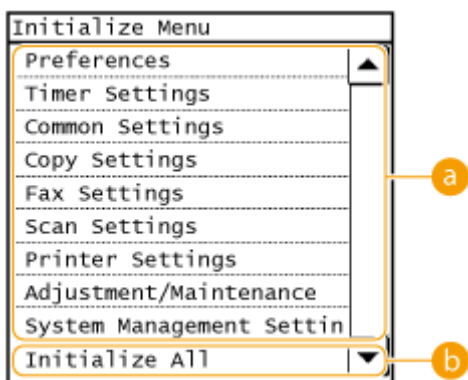 Initialize Menu
Preferences
Timer Settings
Common Settings
Copy Settings
Fax Settings
Scan Settings
Printer Settings
Adjustment/Maintenance
System Management Settin
Initialize All
a
b